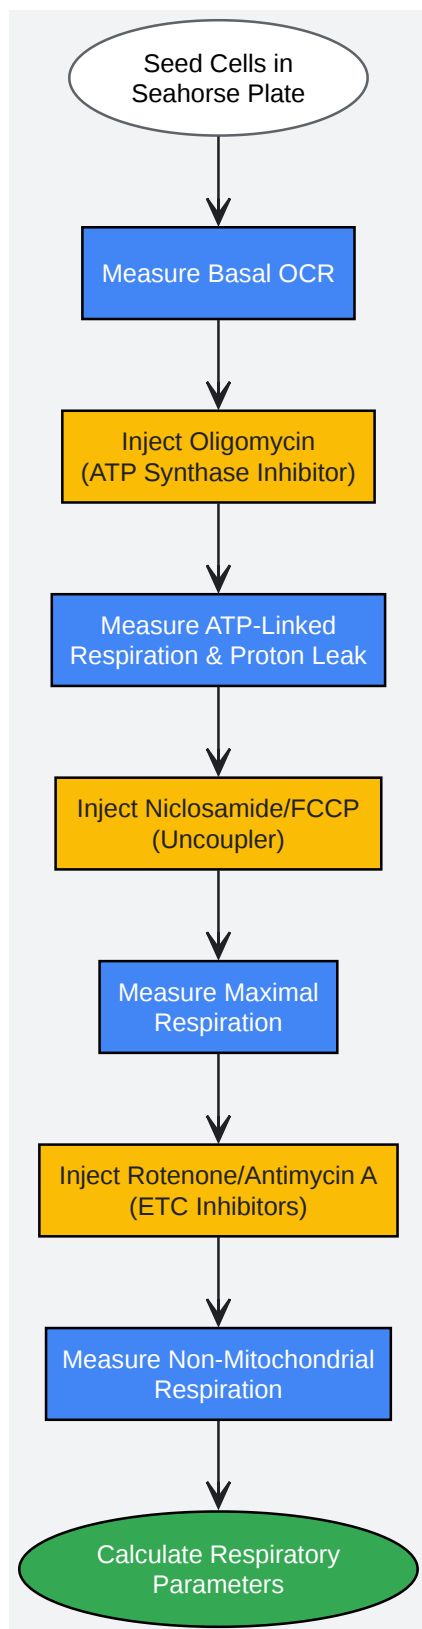 Seed Cells in
Seahorse Plate
Measure Basal OCR
Inject Oligomycin
(ATP Synthase Inhibitor)
Measure ATP-Linked
Respiration & Proton Leak
Inject Niclosamide/FCCP
(Uncoupler)
Measure Maximal
Respiration
Inject Rotenone/Antimycin A
(ETC Inhibitors)
Measure Non-Mitochondrial
Respiration
Calculate Respiratory
Parameters